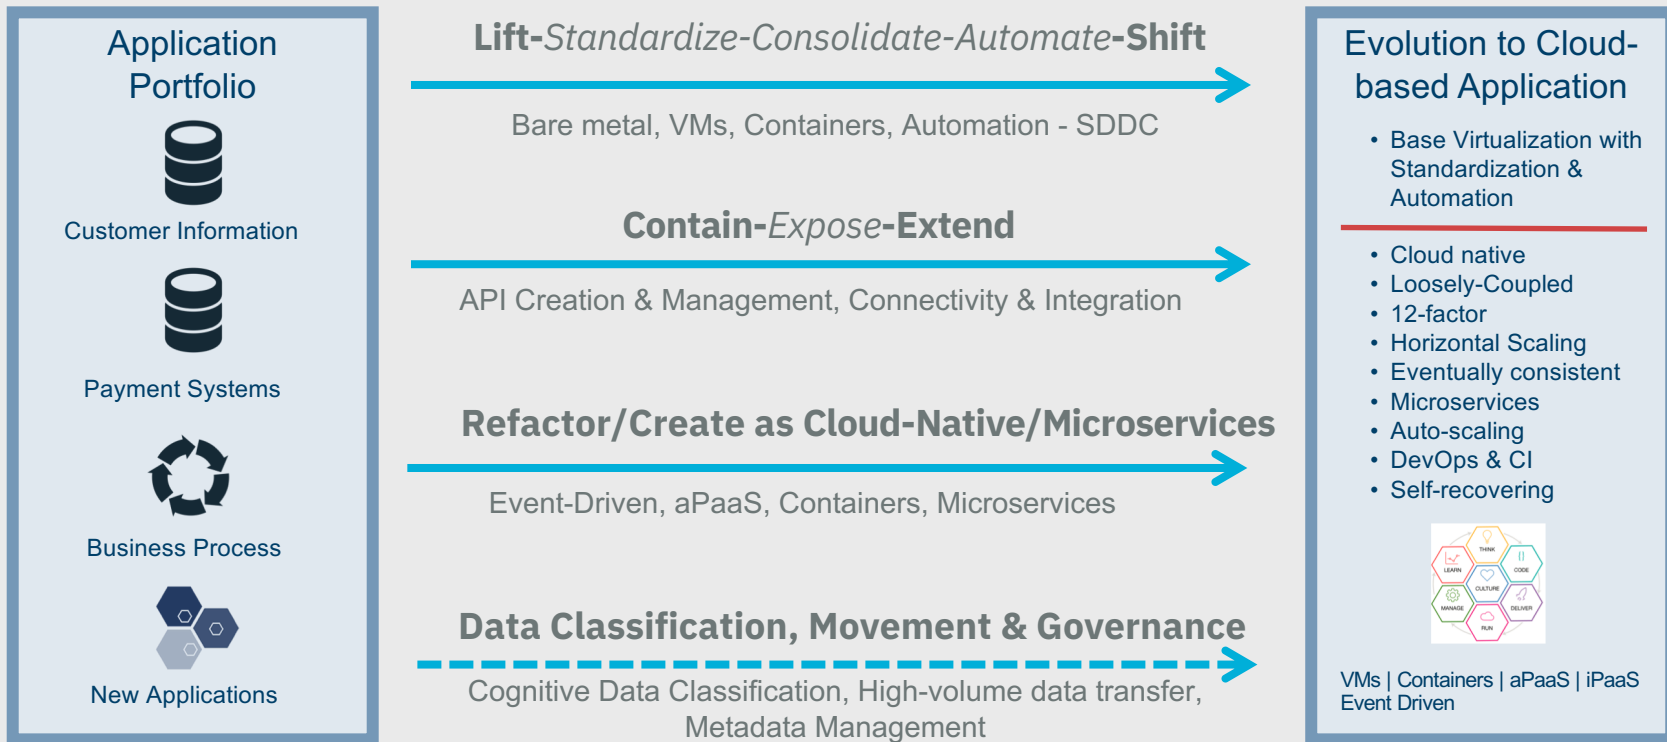 Application
Portfolio
Customer Information
Payment Systems
Business Process
New Applications
Lift-Standardize-Consolidate-Automate-Shift
Bare metal, VMs, Containers, Automation - SDDC
Contain-Expose-Extend
API Creation & Management, Connectivity & Integration
Refactor/Create as Cloud-Native/Microservices
Event-Driven, aPaaS, Containers, Microservices
Data Classification, Movement & Governance
Cognitive Data Classification, High-volume data transfer,
Metadata Management
Evolution to Cloud-
based Application
• Base Virtualization with
Standardization &
Automation
• Cloud native
• Loosely-Coupled
• 12-factor
• Horizontal Scaling
• Eventually consistent
• Microservices
• Auto-scaling
• DevOps & CI
• Self-recovering
THINK
LEARN
CODE
CULTURE
MANAGE
DELIVER
RUN
VMs | Containers | aPaaS | iPaaS
Event Driven